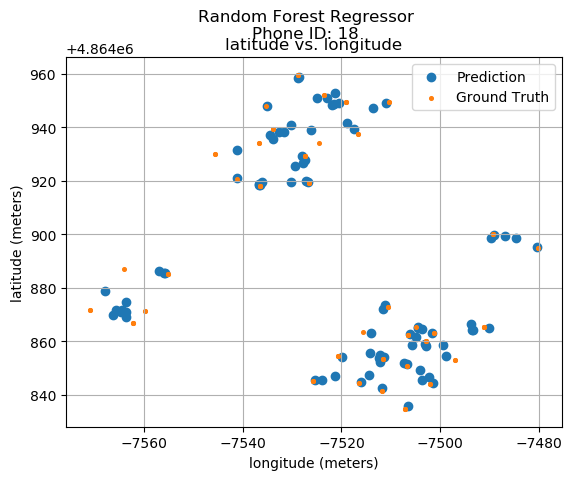 Random Forest Regressor
Phone ID: 18
latitude vs. longitude
+4.864e6
960
940
920
900
880
860
840
latitude (meters)
Prediction
Ground Truth
−7560
−7540
−7520
−7500
−7480
longitude (meters)